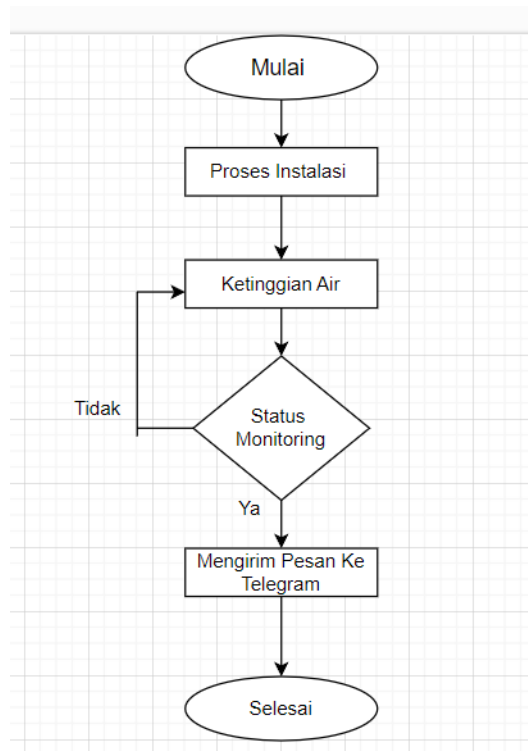 Mulai
Proses Instalasi
Ketinggian Air
Tidak
Status
Monitoring
Ya
Mengirim Pesan Ke
Telegram
Selesai